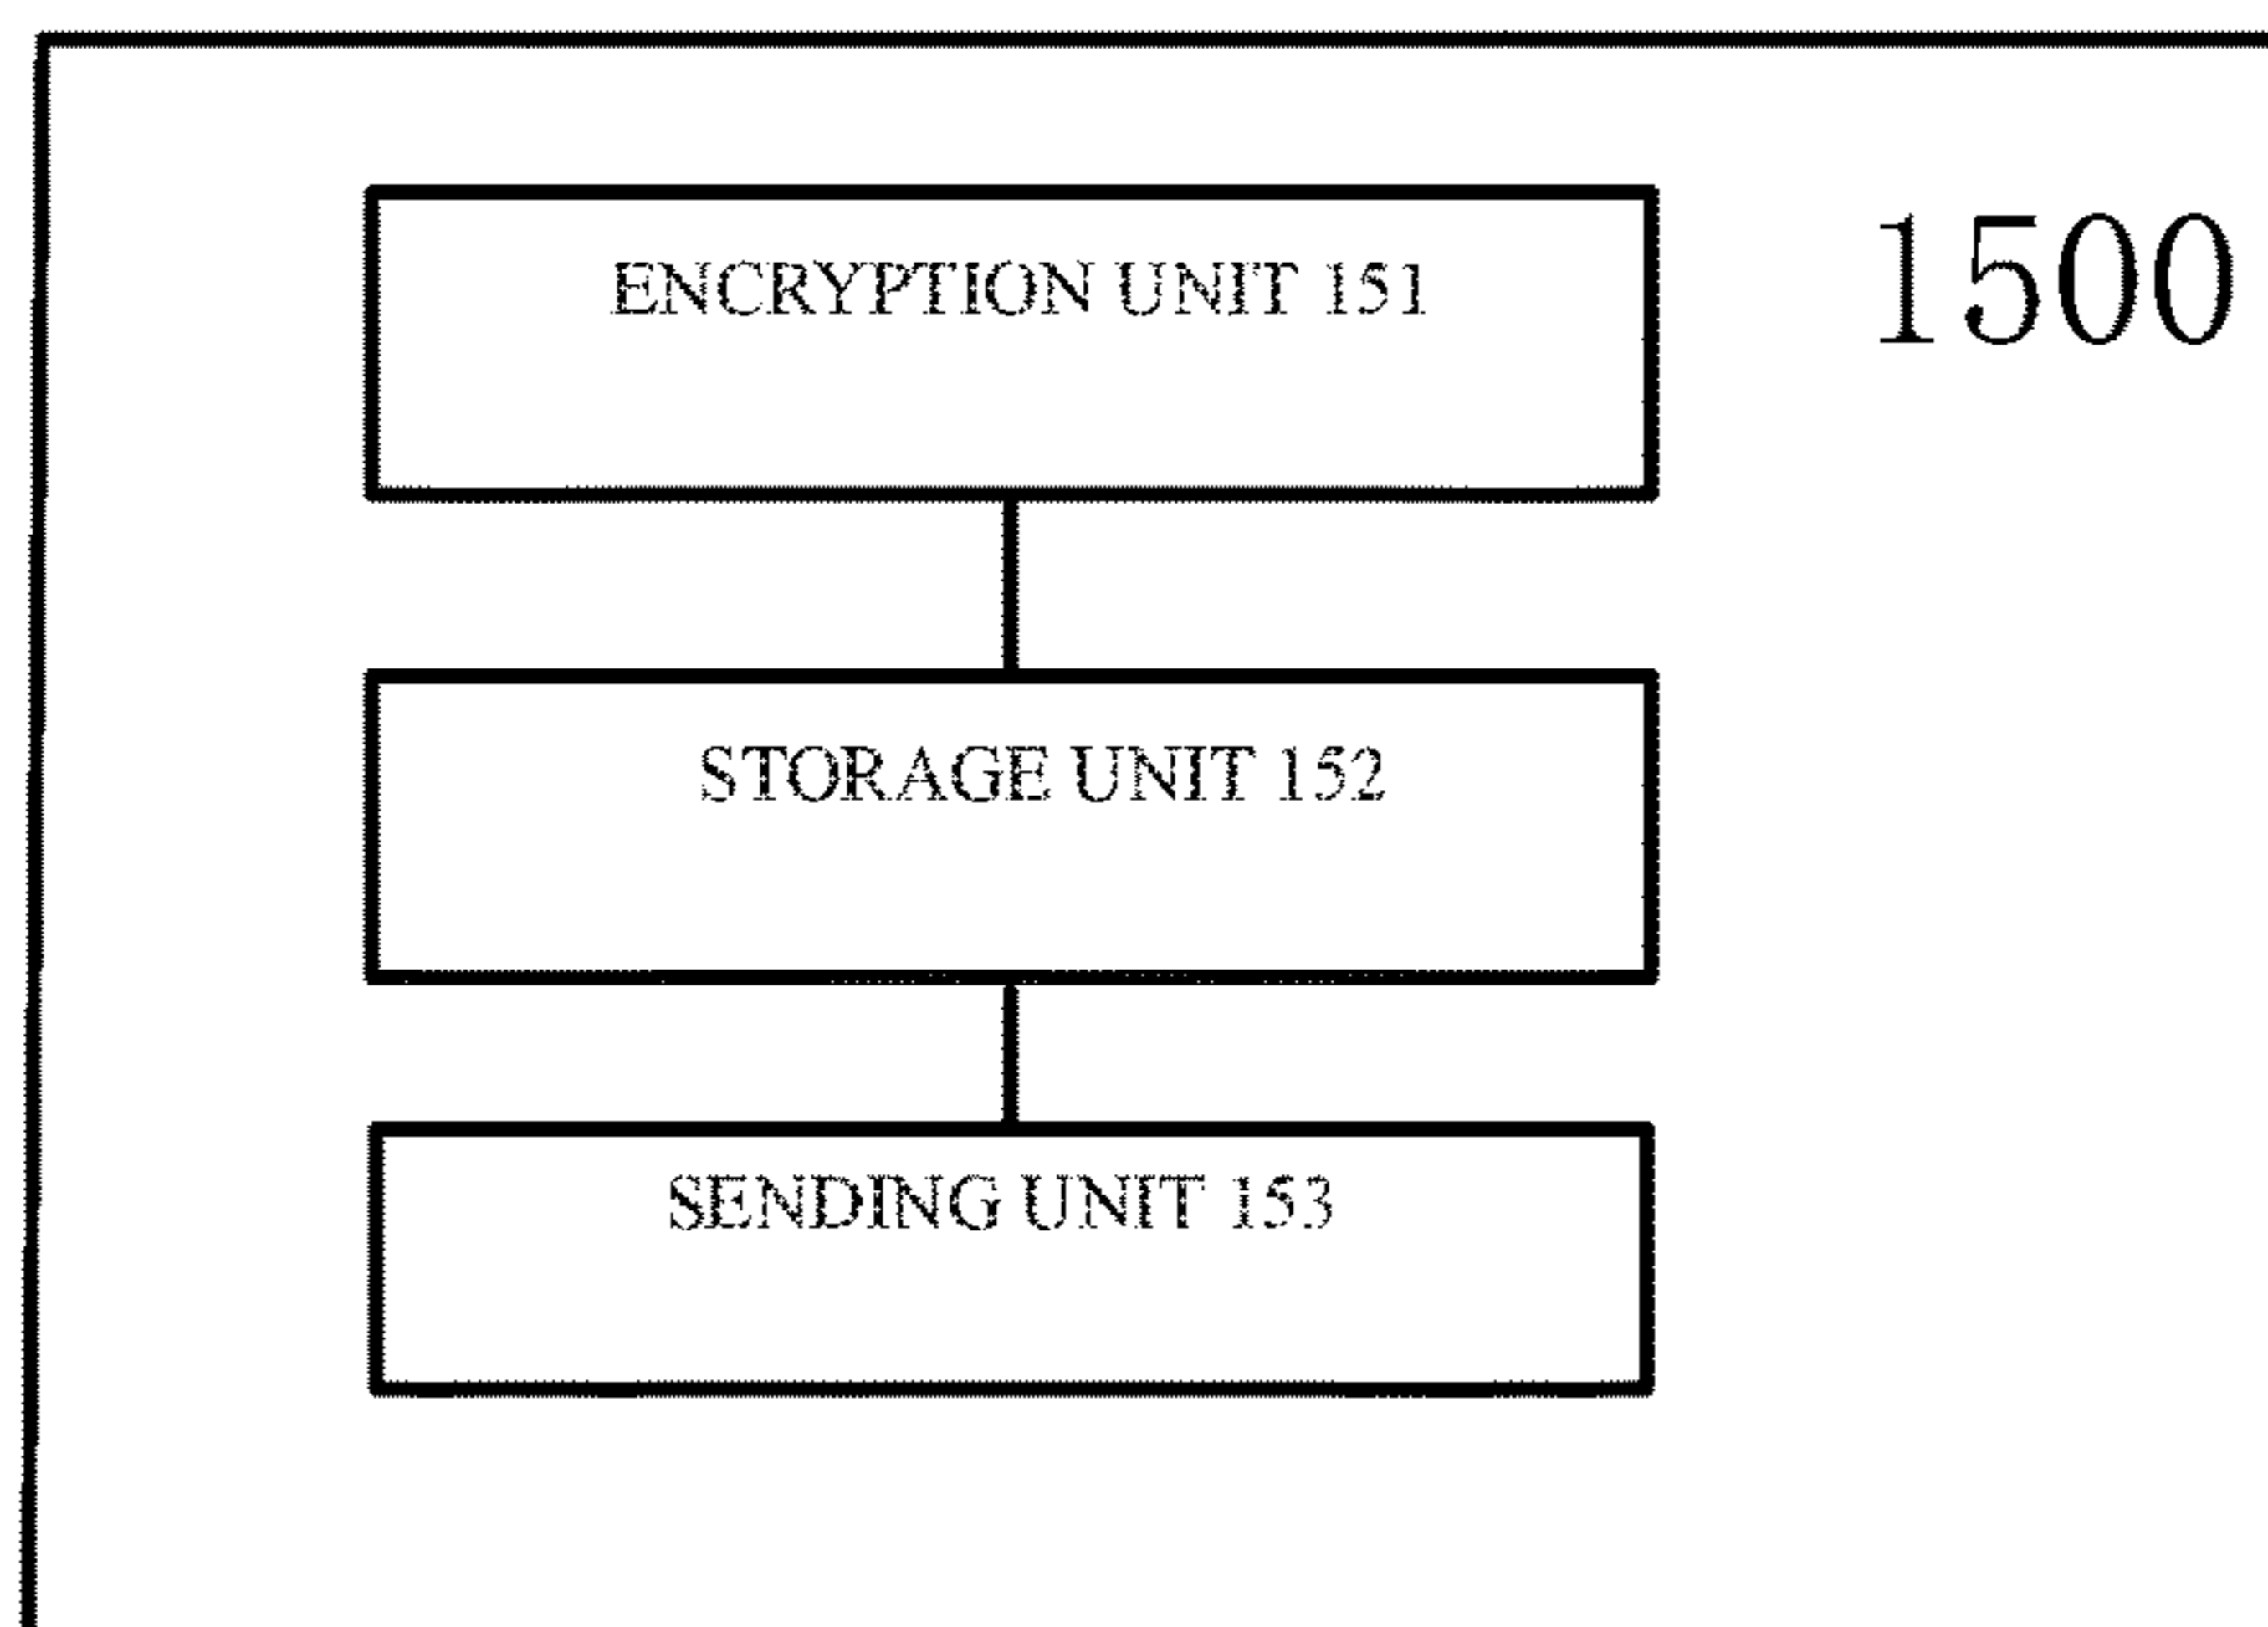 ENCRYPTION UNIT 151
1500
STORAGE UNIT 152
SENDING UNIT 153